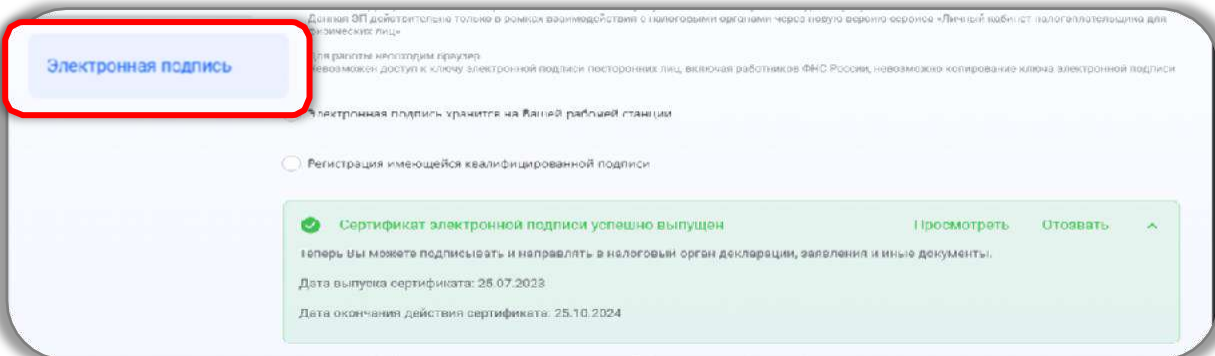 Данная ЭП действительна только в рамках взаимодействия с налоговыми органами через новую версию сервиса «Личный кабинет налогоплательщика для
физических лиц»
Электронная подпись
Для работы необходим браузер
Невозможен доступ к ключу электронной подписи посторонних лиц, включая работников ФНС России, невозможно копирование ключа электронной подписи
Электронная подпись хранится на Вашей рабочей станции
Регистрация имеющейся квалифицированной подписи
Сертификат электронной подписи успешно выпущен Просмотреть Отозвать
Теперь Вы можете подписывать и направлять в налоговый орган декларации, заявления и иные документы.
Дата выпуска сертификата: 25.07.2023
Дата окончания действия сертификата: 25.10.2024